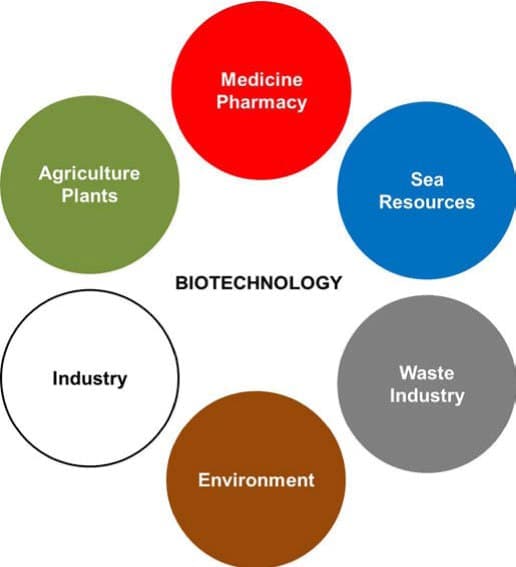 Medicine
Pharmacy
Agriculture
Plants
Sea
Resources
BIOTECHNOLOGY
Industry
Waste
Industry
Environment